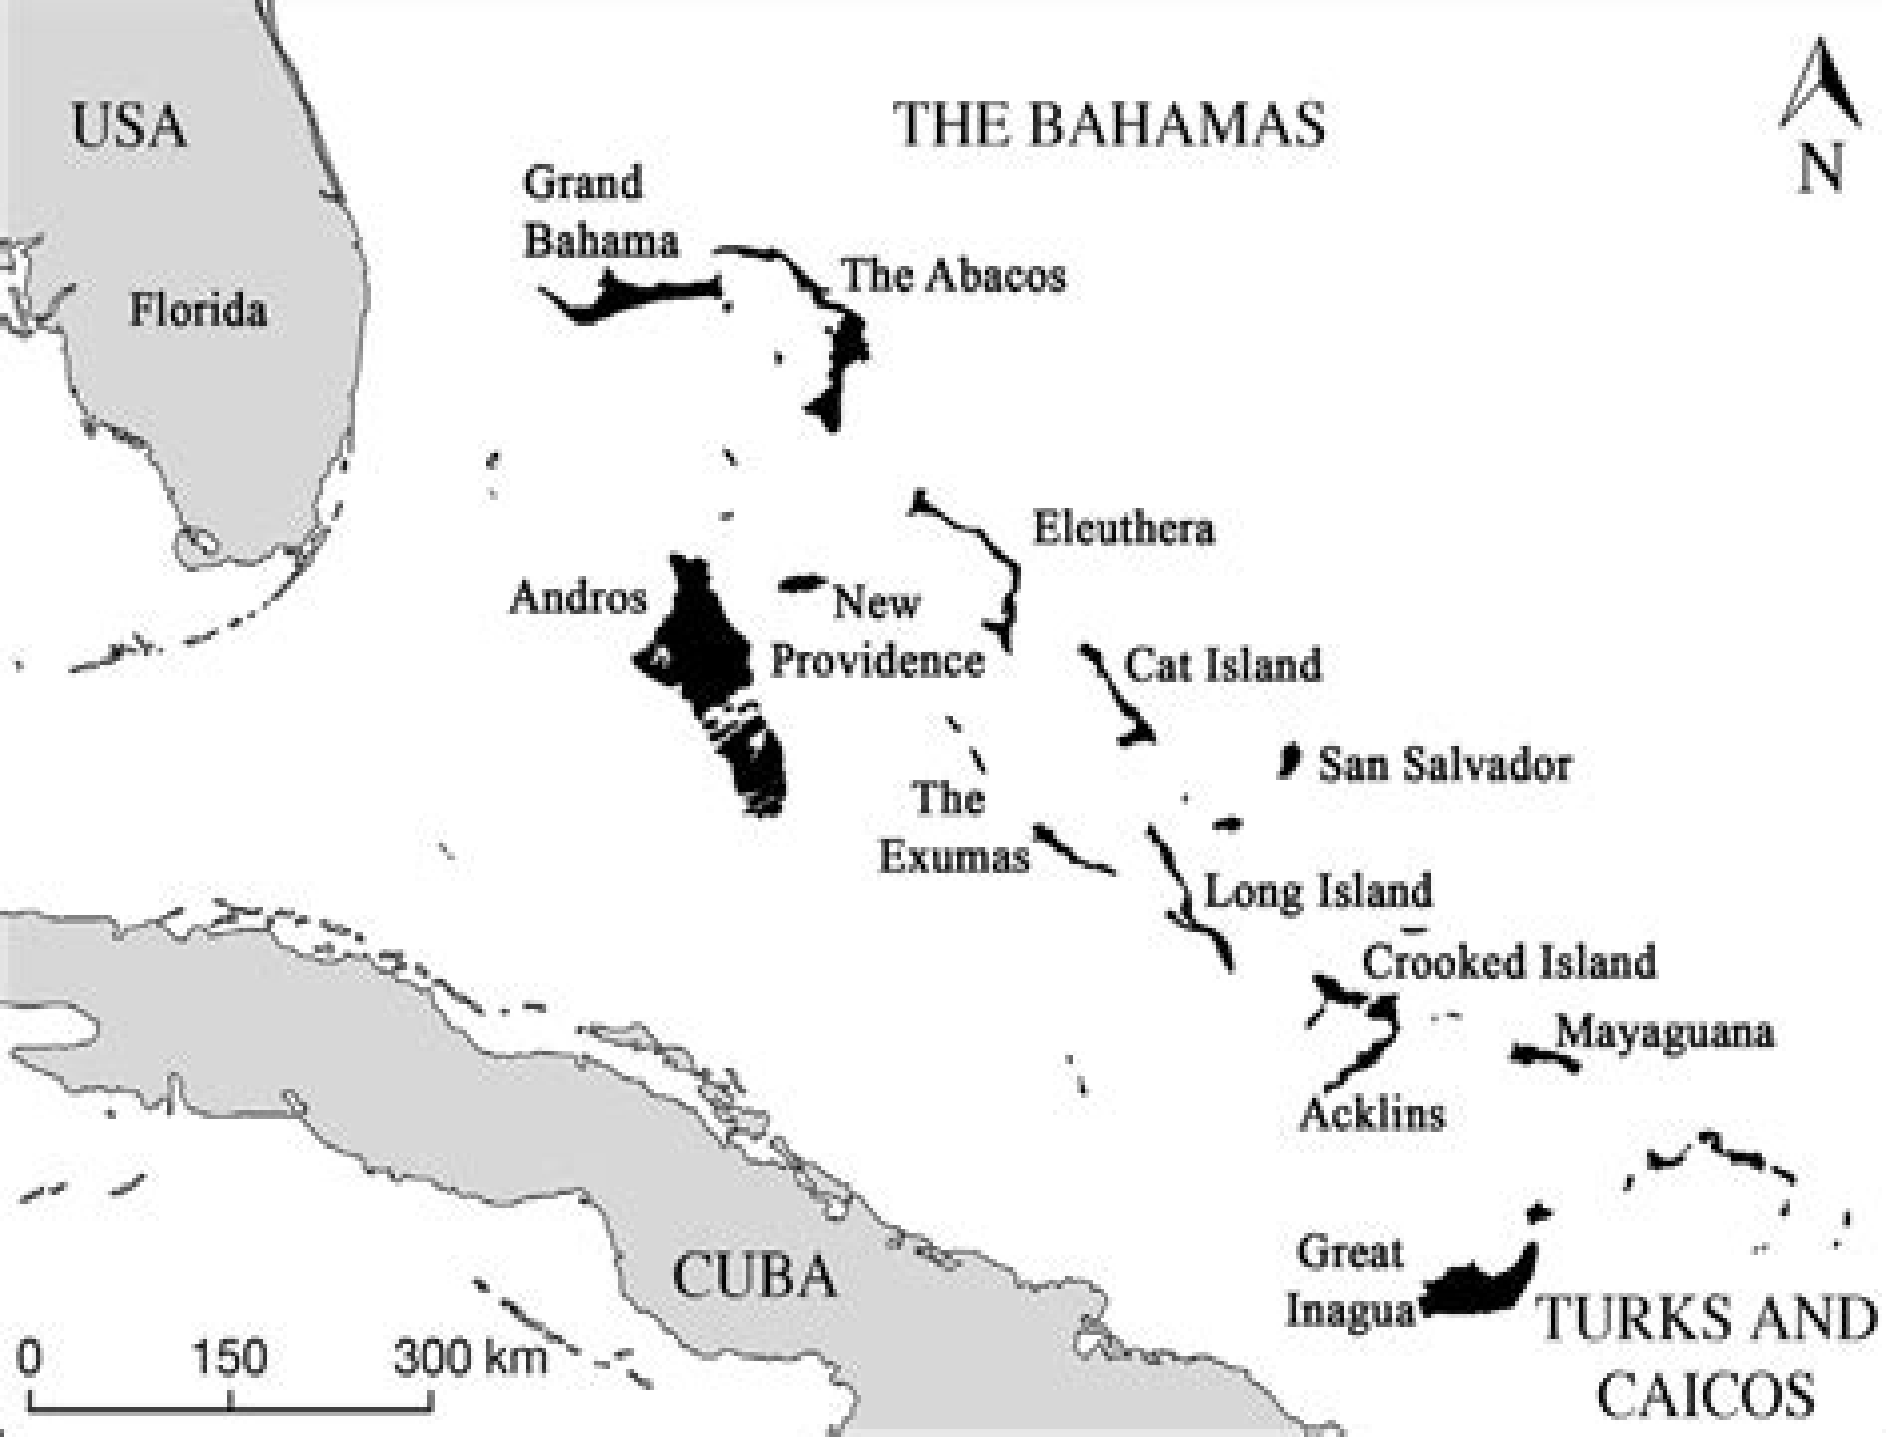 USA
THE BAHAMAS
N
Grand
Bahama
The Abacos
Florida
Eleuthera
Andros
New
Providence
Cat Island
San Salvador
The
Exumas
Long Island
Crooked Island
Mayaguana
Acklins
CUBA
Great
Inagua
TURKS AND
CAICOS
0 150 300 km